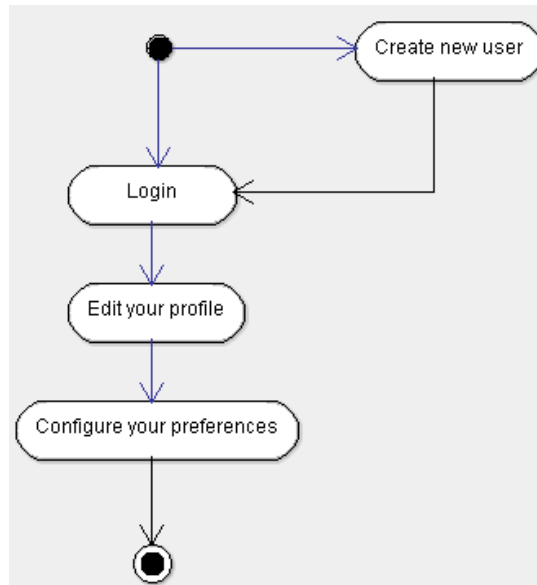 Create new user
Login
Edit your profile
Configure your preferences